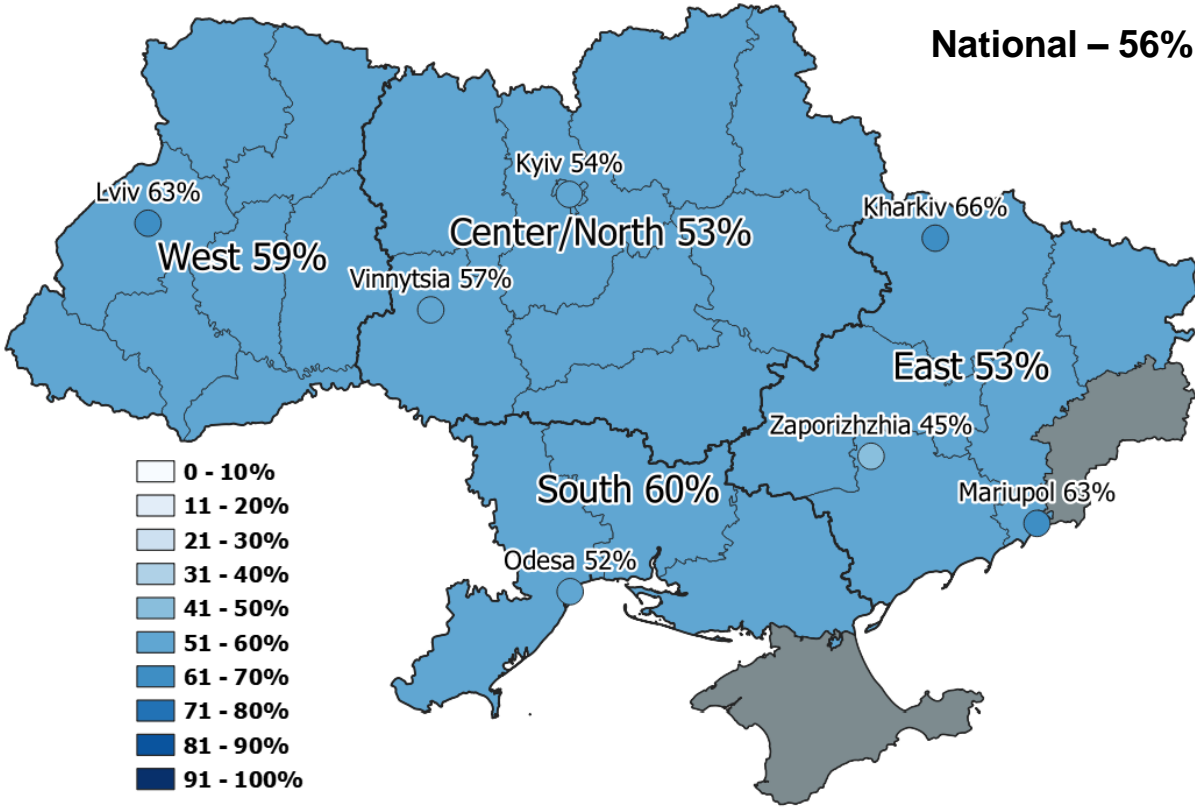 National – 56%
Kyiv 54%
Lviv 63%
Kharkiv 66%
Center/North 53%
West 59%
Vinnytsia 57%
East 53%
Zaporizhzhia 45%
0 - 10%
South 60%
Mariupol 63%
11 - 20%
21 - 30%
Odesa 52%
31 - 40%
41 - 50%
51 - 60%
61 - 70%
71 - 80%
81 - 90%
91 - 100%